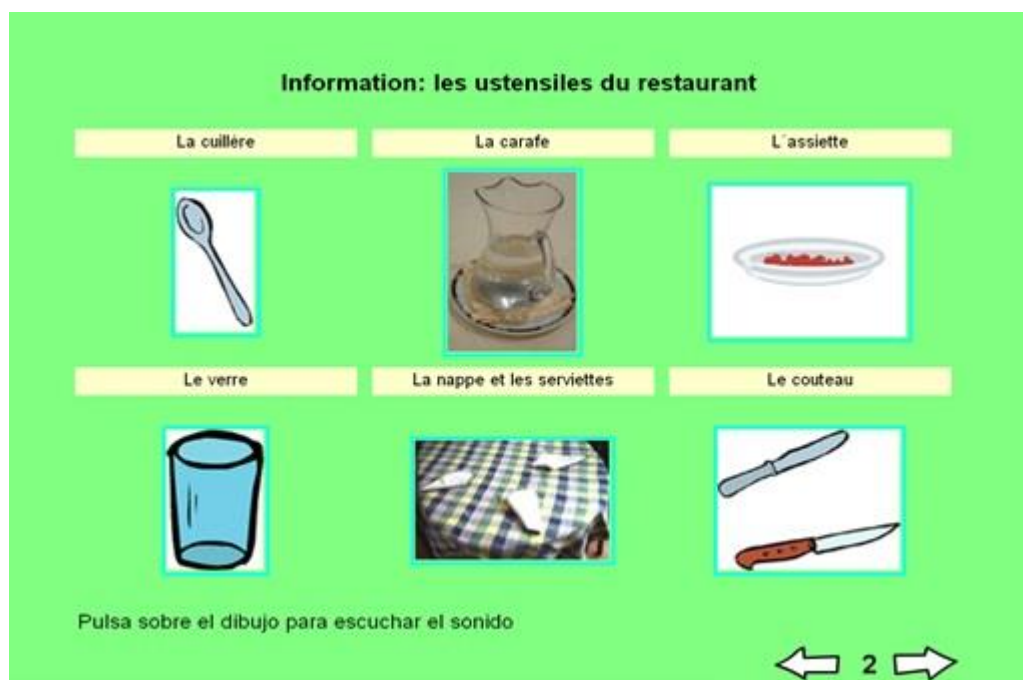 Information: les ustensiles du restaurant
La cuillère
La carafe
L´assiette
Le verre
La nappe et les serviettes
Le couteau
Pulsa sobre el dibujo para escuchar el sonido
2